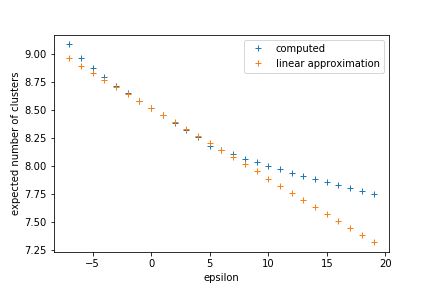 computed
linear approximation
expected number of clusters
9.00
8.75
8.50
8.25
8.00
7.75
7.50
7.25
−5 0 5 10 15 20
epsilon